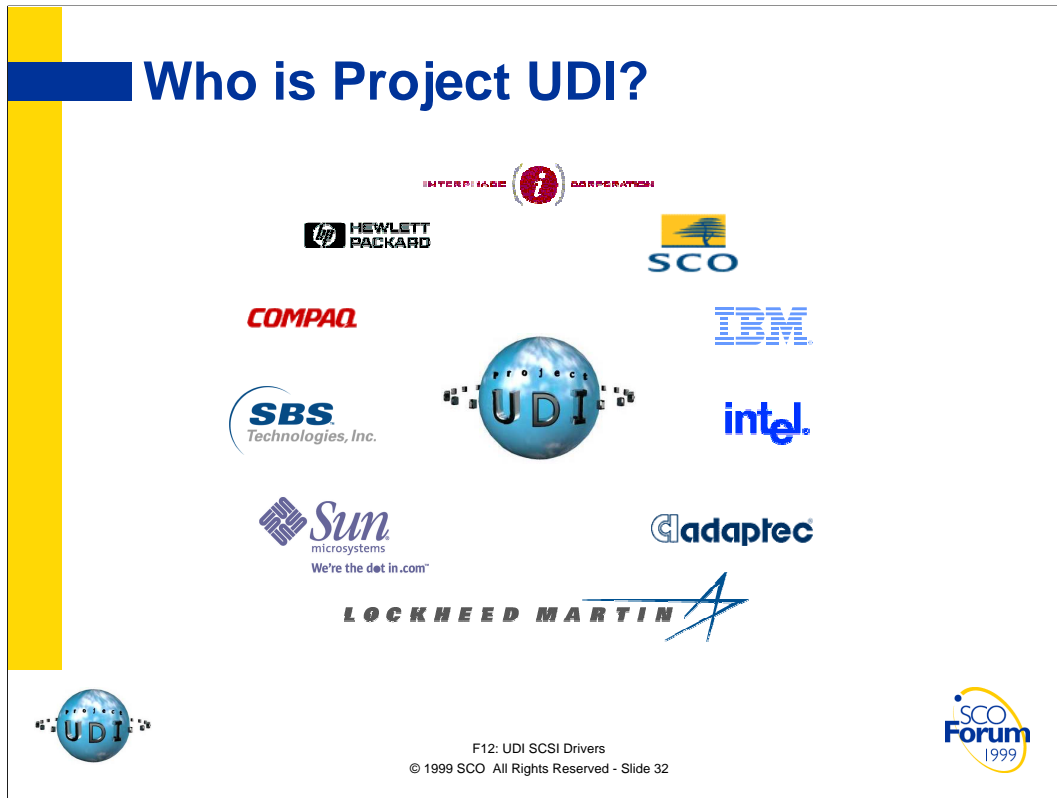 Who is Project UDI?
INTERPHASE CORPORATION
i
hp HEWLETT
PACKARD
SCO
COMPAQ
IBM®
project
UDI
SBS
Technologies, Inc.
intel®
Sun®
microsystems
We're the dot in .com™
adaptec®
LOCKHEED MARTIN
project
UDI
F12: UDI SCSI Drivers
© 1999 SCO All Rights Reserved - Slide 32
SCO
Forum
1999